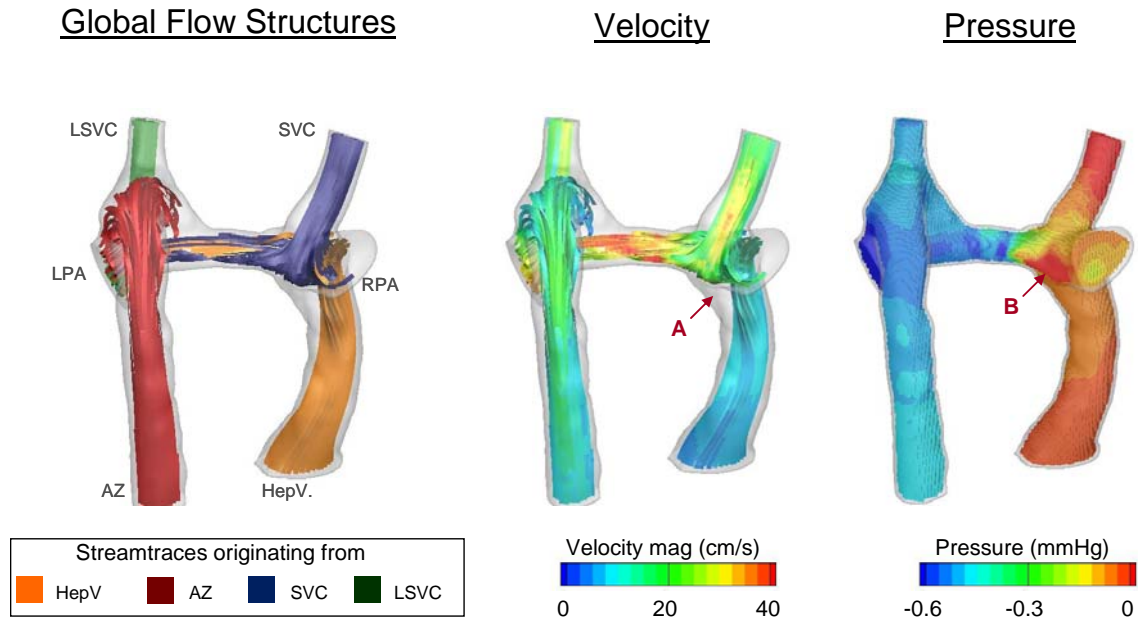 Global Flow Structures
Velocity
Pressure
LSVC
SVC
LPA
RPA
A
B
AZ
HepV.
Streamtraces originating from
HepV
AZ
SVC
LSVC
Velocity mag (cm/s)
0
20
40
Pressure (mmHg)
-0.6
-0.3
0